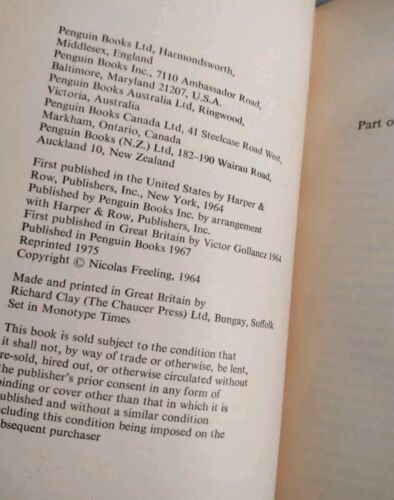 Penguin Books Ltd, Harmondsworth,
Middlesex, England
Penguin Books Inc., 7110 Ambassador Road,
Baltimore, Maryland 21207, U.S.A.
Penguin Books Australia Ltd, Ringwood,
Victoria, Australia
Penguin Books Canada Ltd, 41 Steelcase Road West,
Markham, Ontario, Canada
Penguin Books (N.Z.) Ltd, 182–190 Wairau Road,
Auckland 10, New Zealand
First published in the United States by Harper &
Row, Publishers, Inc., New York, 1964
Published by Penguin Books Inc. by arrangement
with Harper & Row, Publishers, Inc.
First published in Great Britain by Victor Gollancz 1964
Published in Penguin Books 1967
Reprinted 1975
Copyright © Nicolas Freeling, 1964
Made and printed in Great Britain by
Richard Clay (The Chaucer Press) Ltd, Bungay, Suffolk
Set in Monotype Times
This book is sold subject to the condition that
it shall not, by way of trade or otherwise, be lent,
re-sold, hired out, or otherwise circulated without
the publisher's prior consent in any form of
binding or cover other than that in which it is
published and without a similar condition
including this condition being imposed on the
subsequent purchaser
Part o